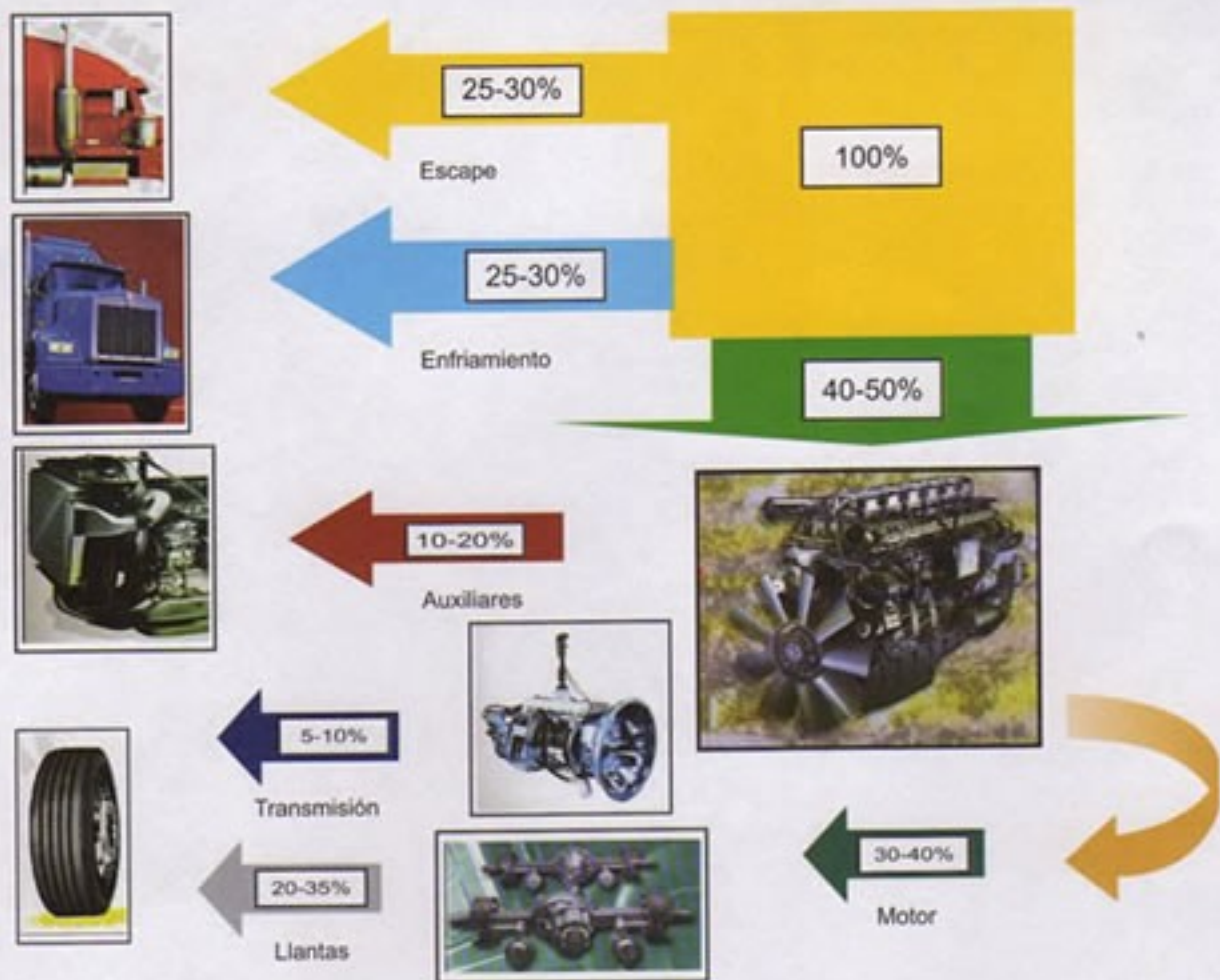 25-30%
100%
Escape
25-30%
Enfriamiento
40-50%
10-20%
Auxiliares
5-10%
Transmisión
30-40%
20-35%
Motor
Llantas